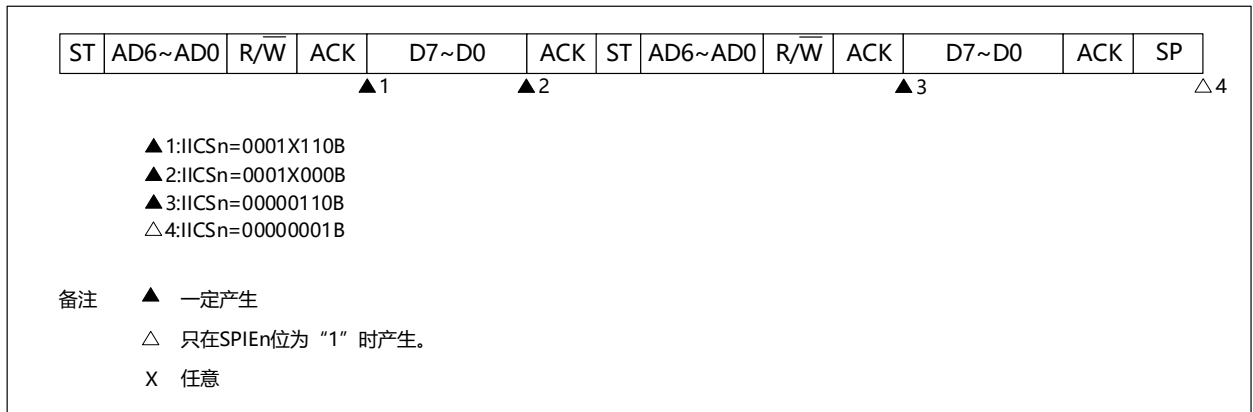 ST AD6~AD0 R/W ACK D7~D0 ACK ST AD6~AD0 R/W ACK D7~D0 ACK SP
▲1 ▲2 ▲3 △4
▲1:IICSn=0001X110B
▲2:IICSn=0001X000B
▲3:IICSn=00000110B
△4:IICSn=00000001B
备注 ▲ 一定产生
△ 只在SPIEn位为“1”时产生。
X 任意